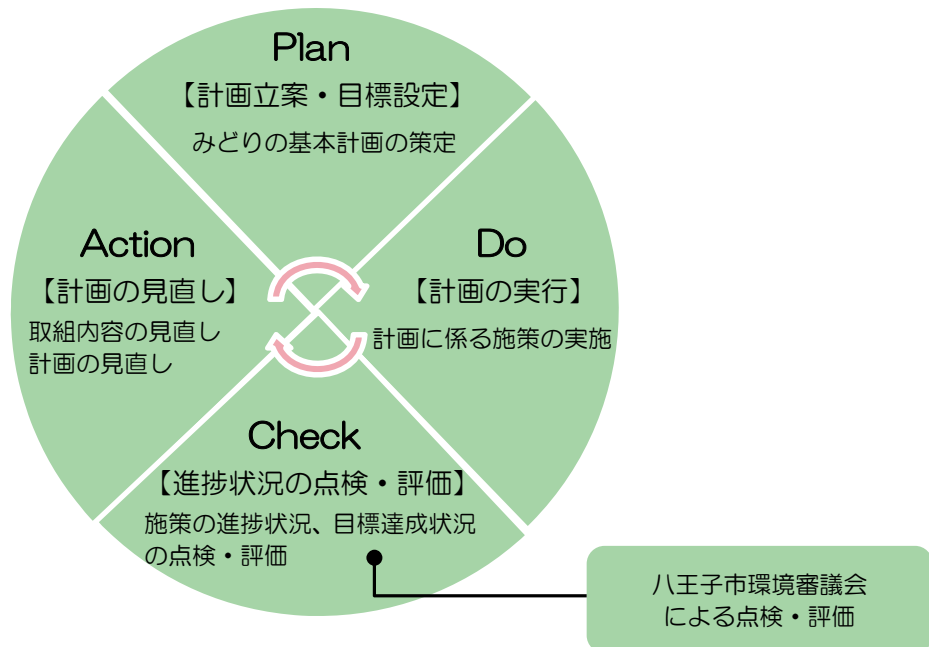 Plan
【計画立案・目標設定】
みどりの基本計画の策定
Do
【計画の実行】
計画に係る施策の実施
Check
【進捗状況の点検・評価】
施策の進捗状況、目標達成状況
の点検・評価
八王子市環境審議会
による点検・評価
Action
【計画の見直し】
取組内容の見直し
計画の見直し